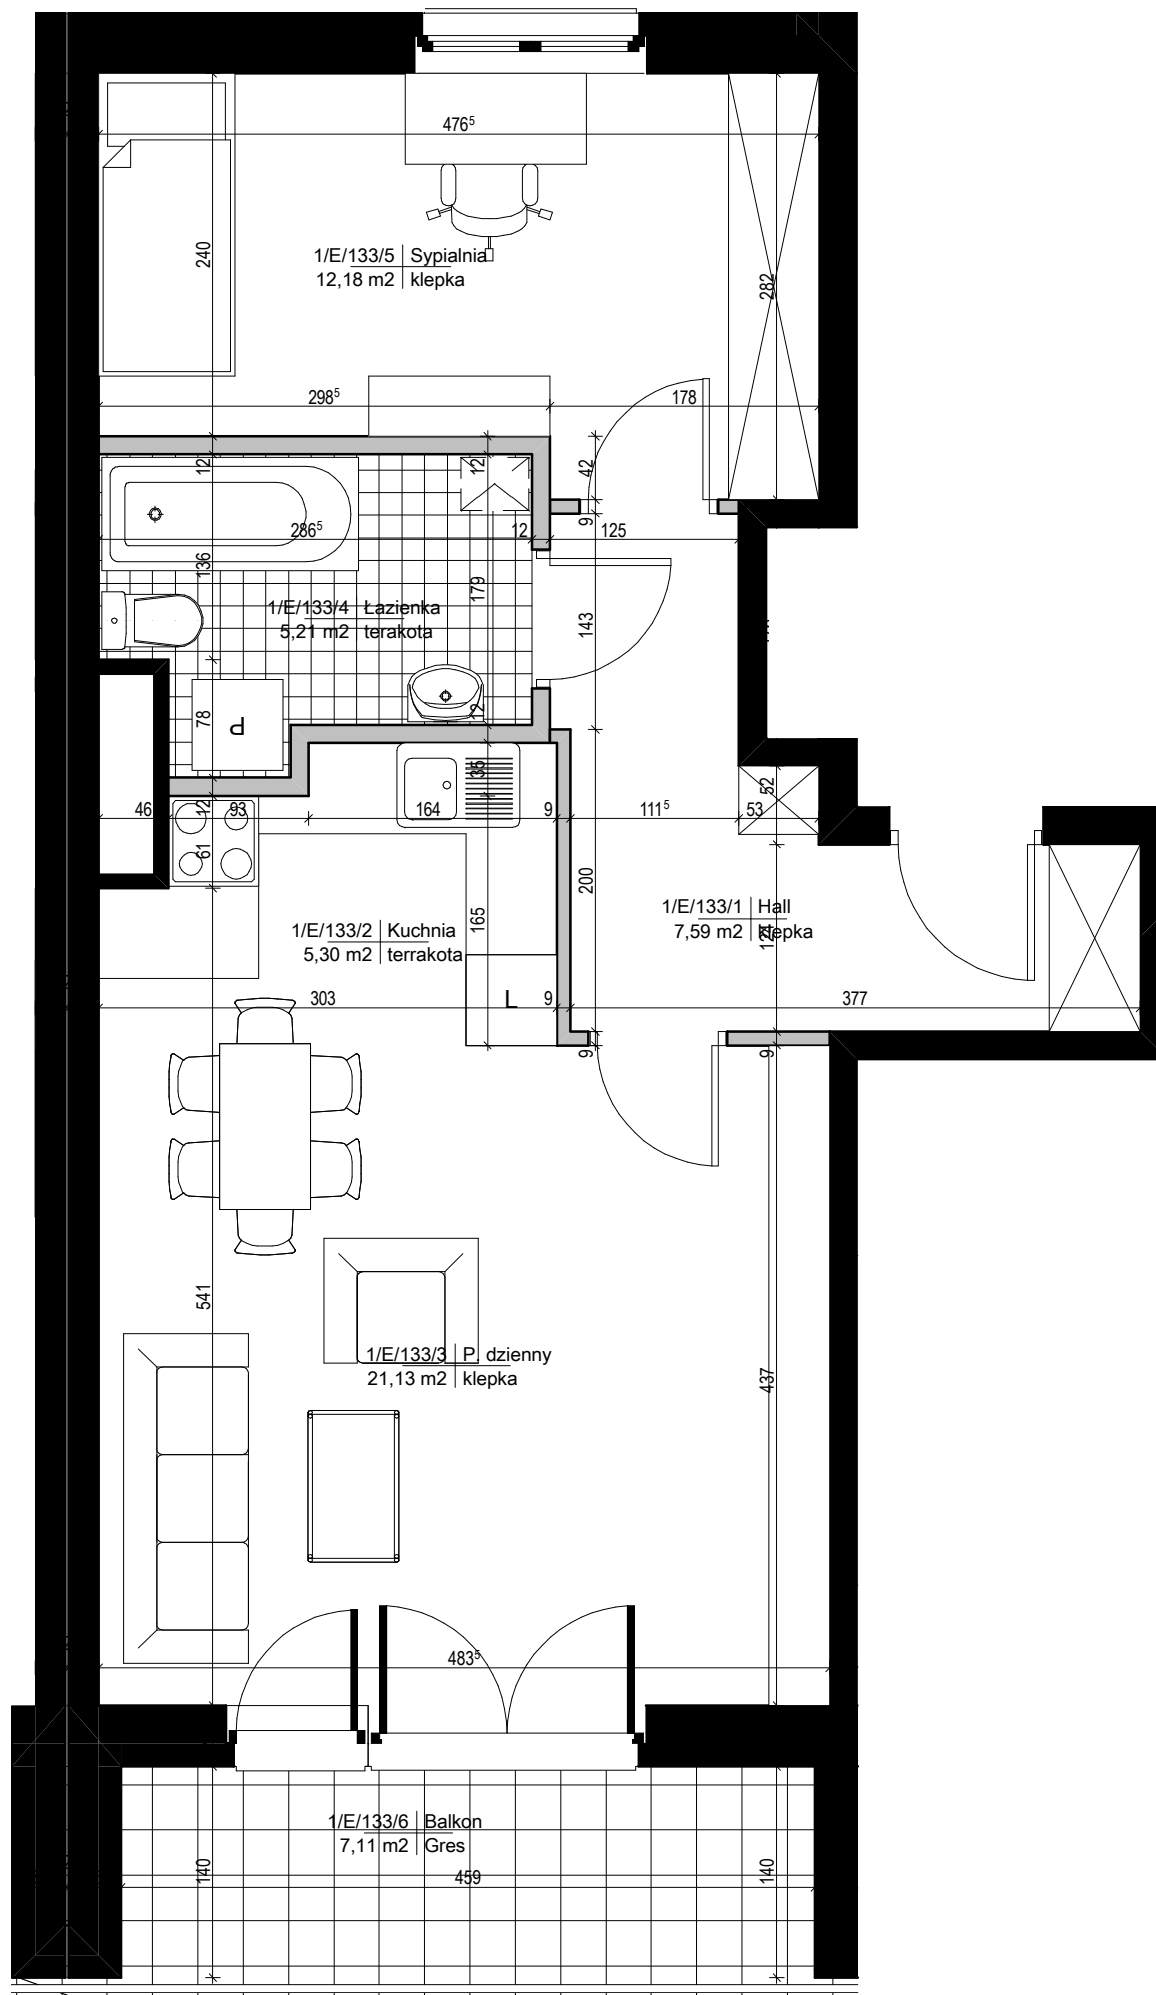 476⁵
240
1/E/133/5 Sypialnia
12,18 m2 klepka
282
298⁵
178
12
12
42
9
286⁵
12
125
136
179
143
1/E/133/4 Łazienka
5,21 m2 terakota
78
P
12
35
52
46
12
93
164
9
111⁵
53
61
200
165
1/E/133/1 Hall
7,59 m2 klepka
1/E/133/2 Kuchnia
5,30 m2 terrakota
303
L
9
377
9
9
541
1/E/133/3 P. dzienny
21,13 m2 klepka
437
483⁵
1/E/133/6 Balkon
7,11 m2 Gres
140
459
140